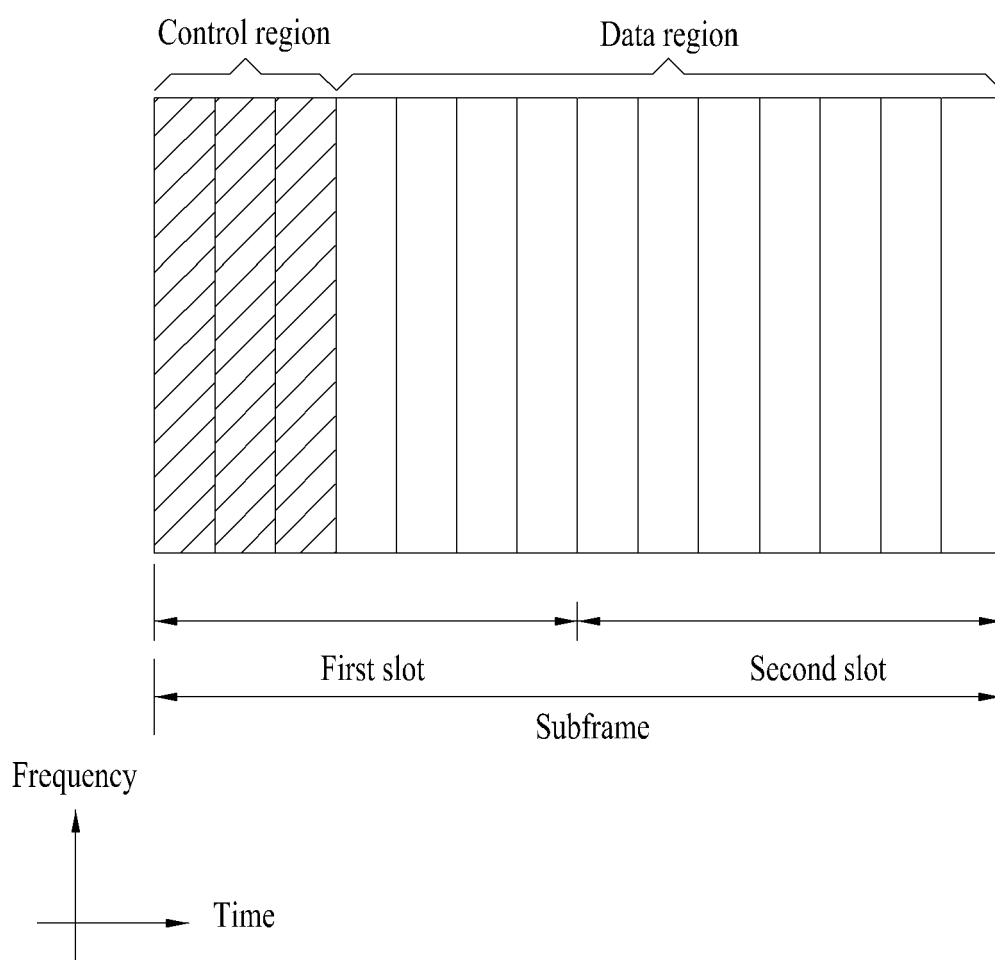 Control region
Data region
First slot
Second slot
Subframe
Frequency
Time